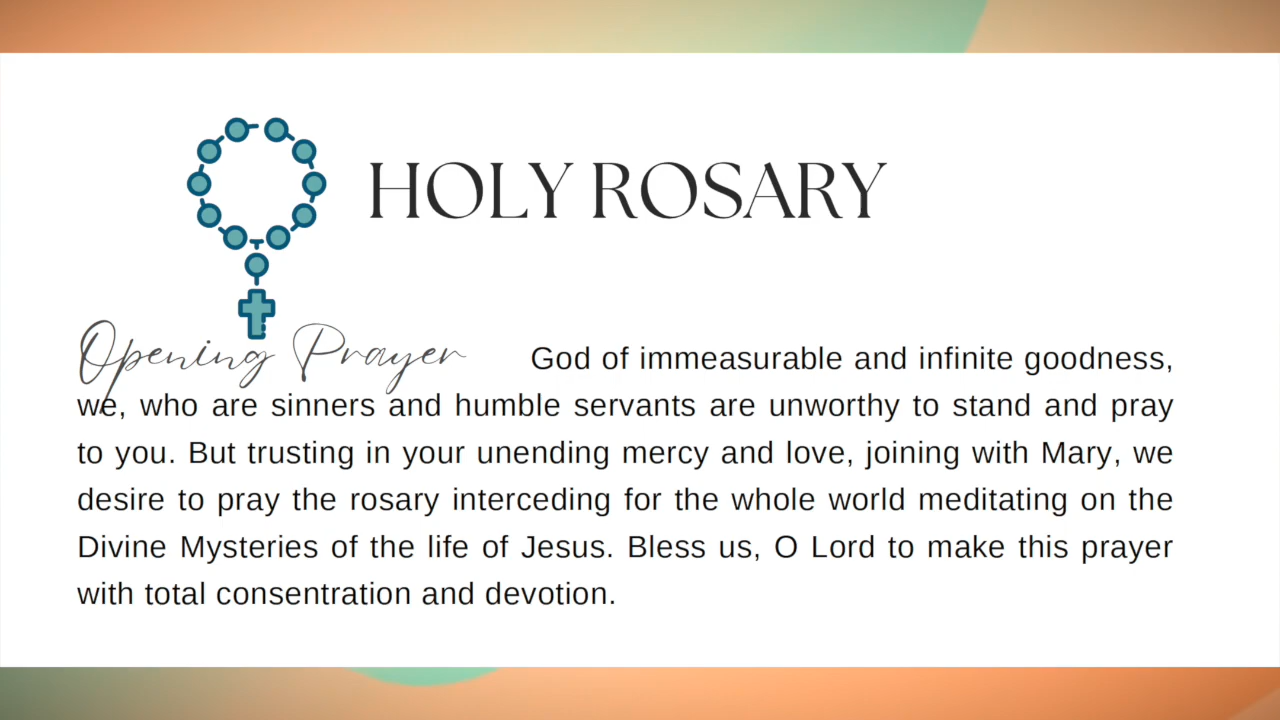 HOLY ROSARY
Opening Prayer God of immeasurable and infinite goodness,
we, who are sinners and humble servants are unworthy to stand and pray
to you. But trusting in your unending mercy and love, joining with Mary, we
desire to pray the rosary interceding for the whole world meditating on the
Divine Mysteries of the life of Jesus. Bless us, O Lord to make this prayer
with total consentration and devotion.